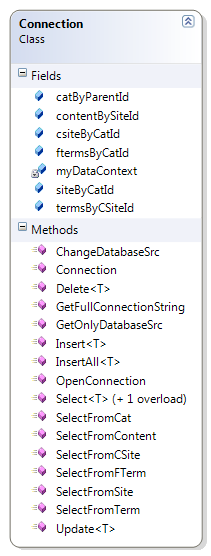 Connection
Class
Fields
catByParentId
contentBySiteId
csiteByCatId
ftermsByCatId
myDataContext
siteByCatId
termsByCSiteId
Methods
ChangeDatabaseSrc
Connection
Delete<T>
GetFullConnectionString
GetOnlyDatabaseSrc
Insert<T>
InsertAll<T>
OpenConnection
Select<T> (+ 1 overload)
SelectFromCat
SelectFromContent
SelectFromCSite
SelectFromFTerm
SelectFromSite
SelectFromTerm
Update<T>